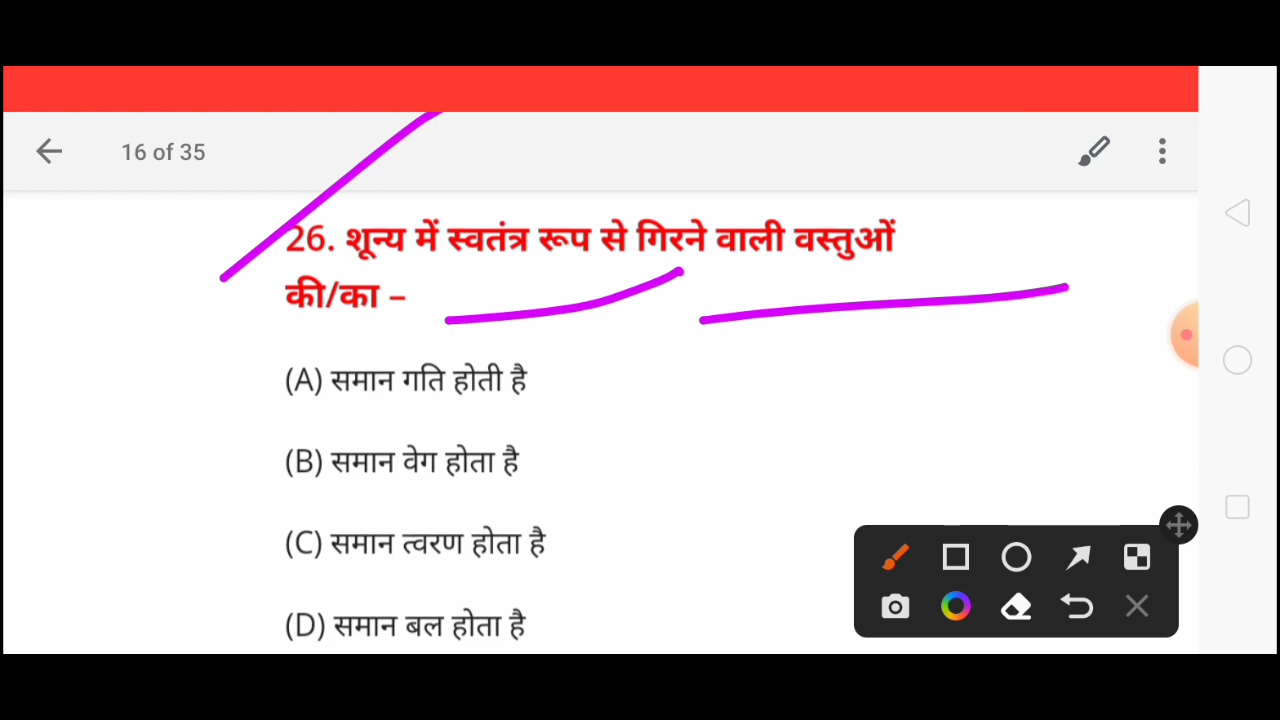 16 of 35
26. शून्य में स्वतंत्र रूप से गिरने वाली वस्तुओं
की/का –
(A) समान गति होती है
(B) समान वेग होता है
(C) समान त्वरण होता है
(D) समान बल होता है